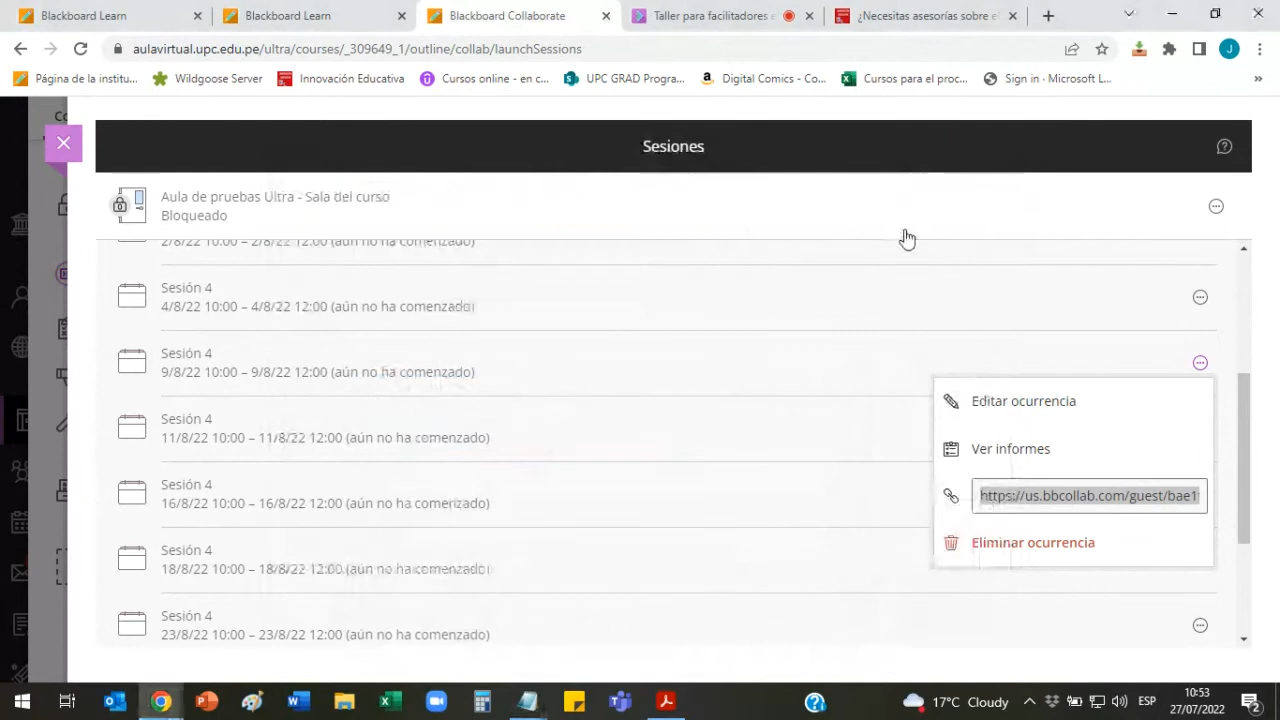 Blackboard Learn
Blackboard Learn
Blackboard Collaborate
Taller para facilitadores e
¿Necesitas asesorías sobre el
aulavirtual.upc.edu.pe/ultra/courses/_309649_1/outline/collab/launchSessions
J
Página de la institu...
Wildgoose Server
Innovación Educativa
Cursos online - en c...
UPC GRAD Progra...
Digital Comics - Co...
Cursos para el proc...
Sign in · Microsoft L...
»
Co
Sesiones
Aula de pruebas Ultra - Sala del curso
Bloqueado
2/8/22 10:00 – 2/8/22 12:00 (aún no ha comenzado)
Sesión 4
4/8/22 10:00 – 4/8/22 12:00 (aún no ha comenzado)
Sesión 4
9/8/22 10:00 – 9/8/22 12:00 (aún no ha comenzado)
Editar ocurrencia
Sesión 4
11/8/22 10:00 – 11/8/22 12:00 (aún no ha comenzado)
Ver informes
Sesión 4
16/8/22 10:00 – 16/8/22 12:00 (aún no ha comenzado)
https://us.bbcollab.com/guest/bae1
Sesión 4
18/8/22 10:00 – 18/8/22 12:00 (aún no ha comenzado)
Eliminar ocurrencia
Sesión 4
23/8/22 10:00 – 23/8/22 12:00 (aún no ha comenzado)
17°C Cloudy
ESP
10:53
27/07/2022
2